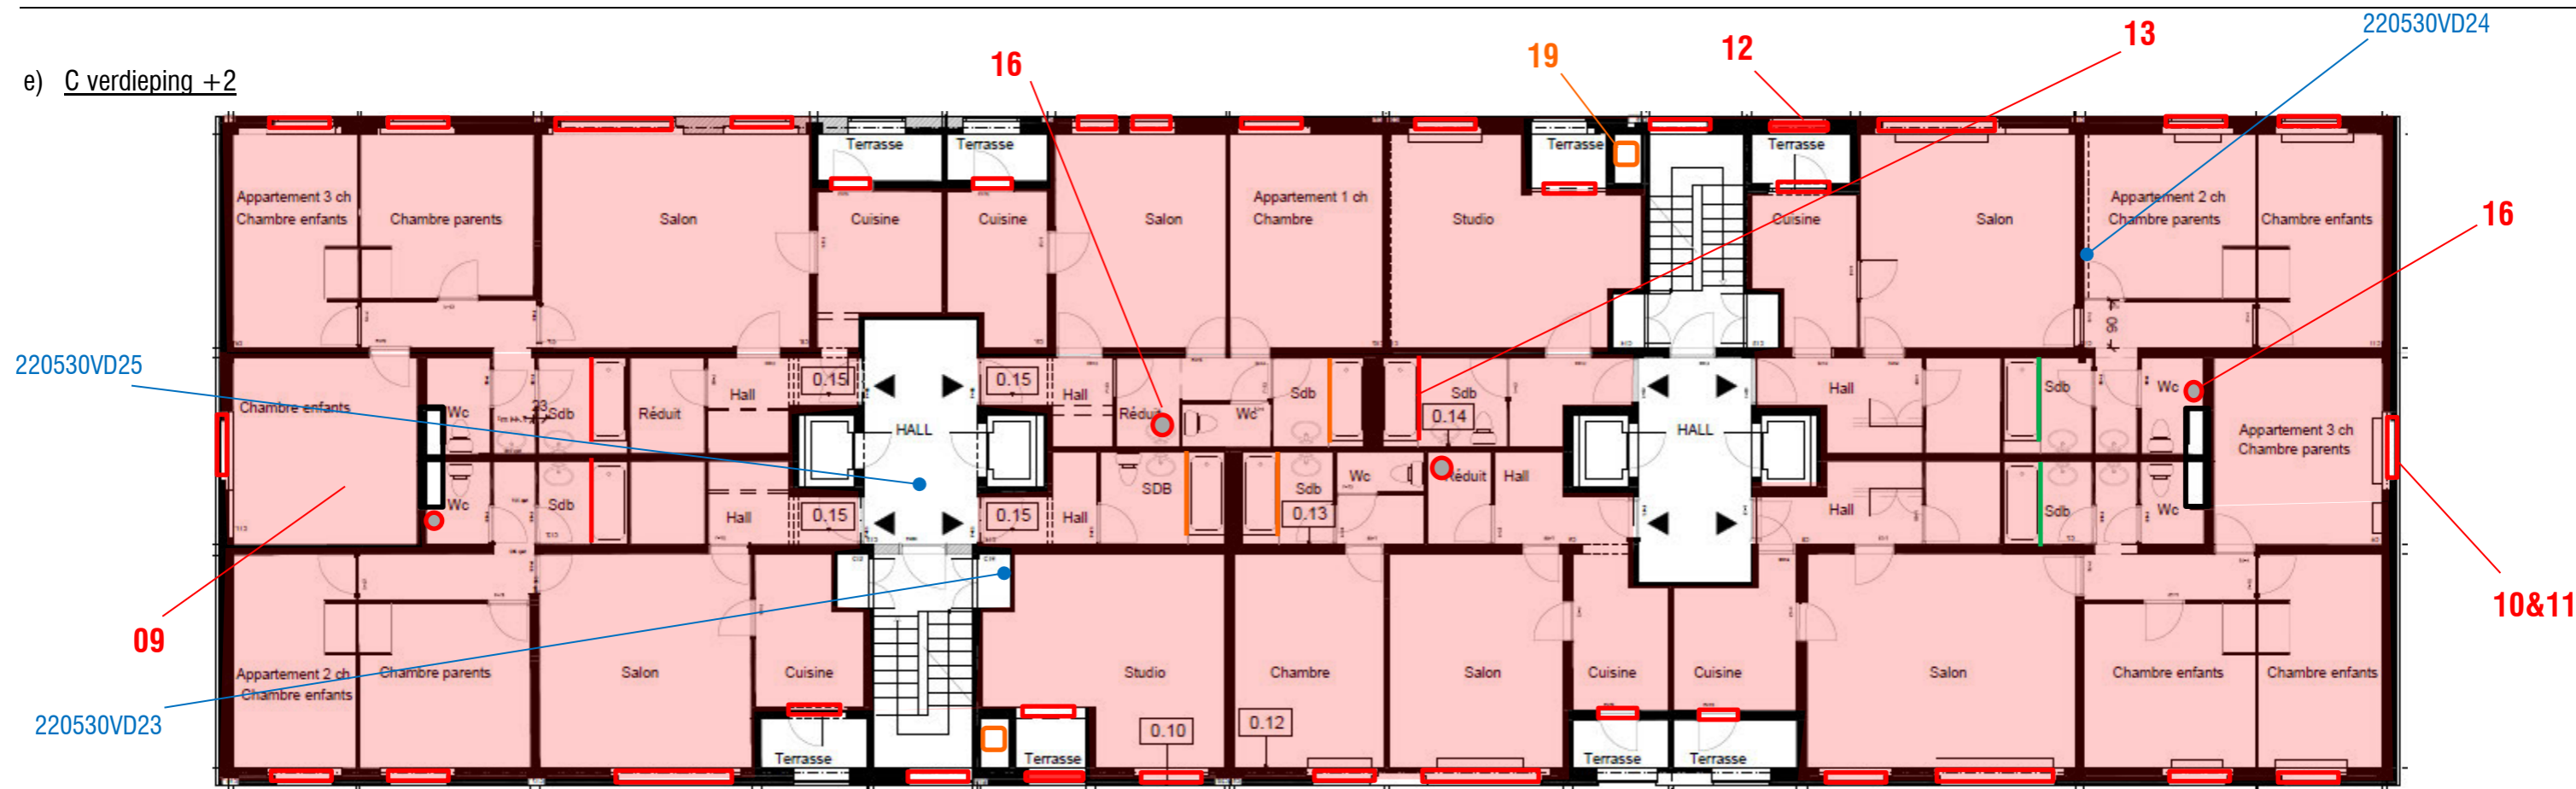 220530VD24
13
12
19
16
e) C verdieping +2
Terrasse
Terrasse
Terrasse
Terrasse
Appartement 3 ch
Chambre enfants
Chambre parents
Salon
Cuisine
Cuisine
Salon
Appartement 1 ch
Chambre
Studio
Cuisine
Salon
Appartement 2 ch
Chambre parents
Chambre enfants
16
90
220530VD25
0.15
0.15
Chambre enfants
Wc
23
Sdb
Réduit
Hall
HALL
Hall
Réduit
Wc
Sdb
Sdb
0.14
HALL
Hall
Sdb
Wc
Appartement 3 ch
Chambre parents
Wc
Sdb
Hall
0.15
0.15
Hall
SDB
Sdb
0.13
Wc
Réduit
Hall
Hall
Sdb
Wc
10&11
09
Appartement 2 ch
Chambre enfants
Chambre parents
Salon
Cuisine
Studio
Chambre
Salon
Cuisine
Cuisine
Salon
Chambre enfants
Chambre enfants
220530VD23
0.10
0.12
Terrasse
Terrasse
Terrasse
Terrasse